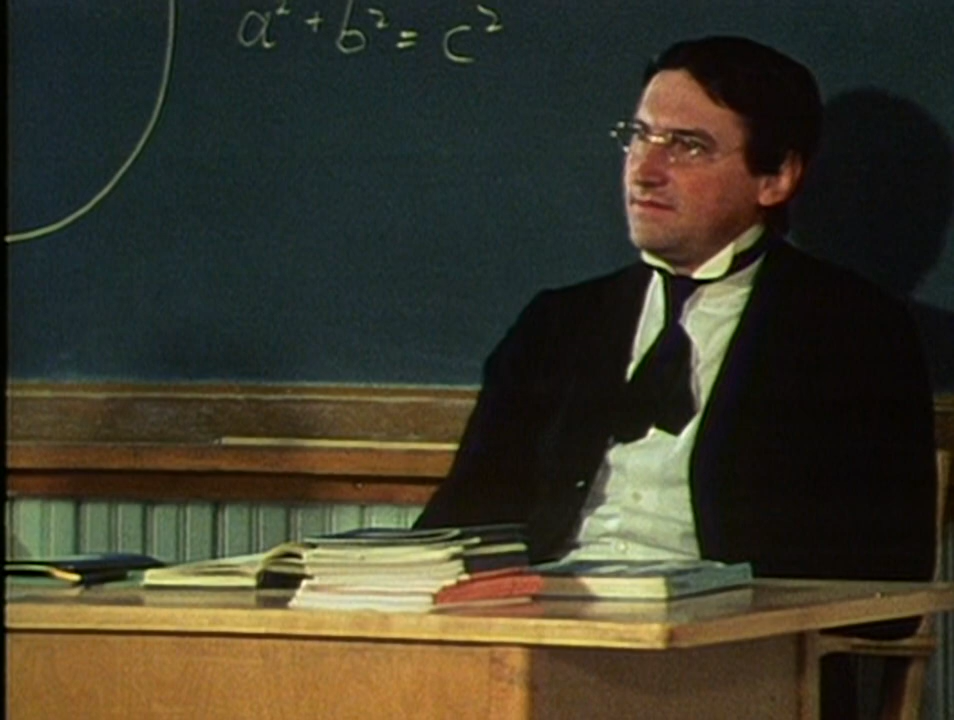 a² + b² = c²